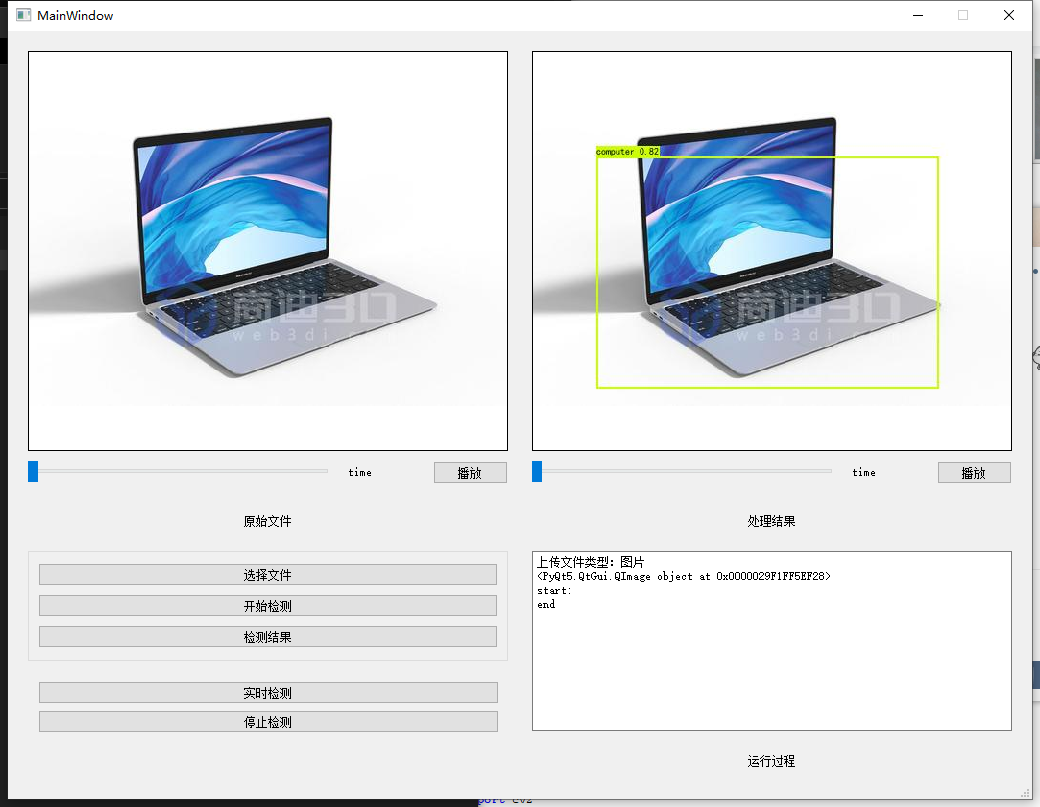 MainWindow
商迪3D
web3di
computer 0.82
商迪3D
web3di
time
播放
time
播放
原始文件
处理结果
选择文件
开始检测
检测结果
实时检测
停止检测
上传文件类型：图片
<PyQt5.QtGui.QImage object at 0x0000029F1FF5EF28>
start:
end
运行过程
port cv2